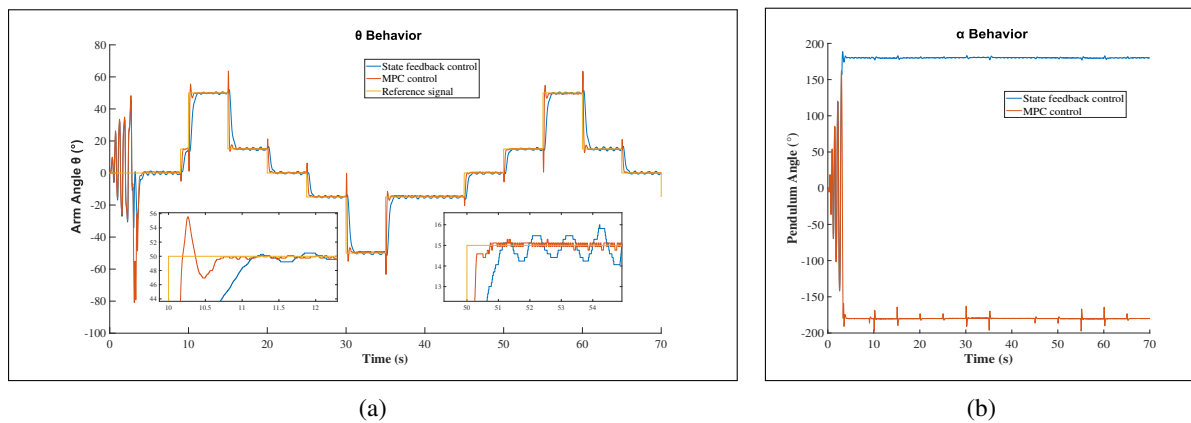 θ Behavior
State feedback control
MPC control
Reference signal
Arm Angle θ (°)
80
60
40
20
0
-20
-40
-60
-80
-100
0 10 20 30 40 50 60 70
Time (s)
56
54
52
50
48
46
44
10 10.5 11 11.5 12
16
15
14
13
50 51 52 53 54
(a)
α Behavior
State feedback control
MPC control
Pendulum Angle (°)
200
150
100
50
0
-50
-100
-150
-200
0 10 20 30 40 50 60 70
Time (s)
(b)